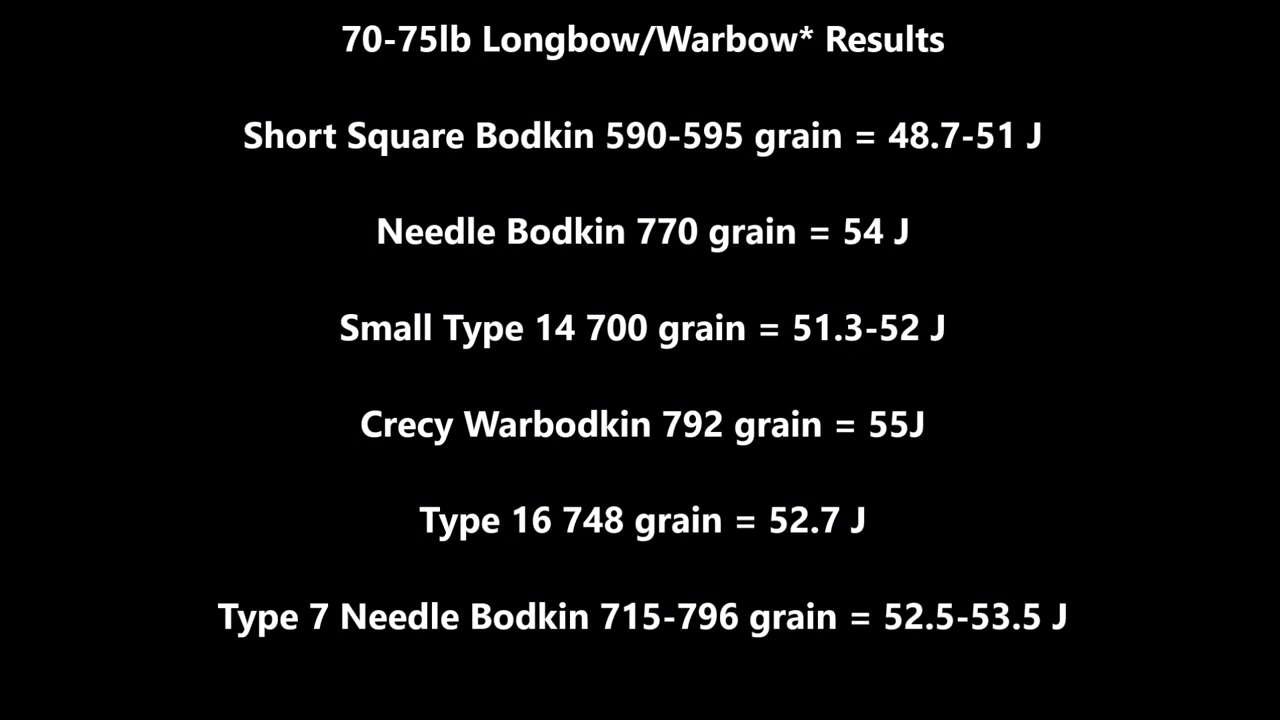 70-75lb Longbow/Warbow* Results
Short Square Bodkin 590-595 grain = 48.7-51 J
Needle Bodkin 770 grain = 54 J
Small Type 14 700 grain = 51.3-52 J
Crecy Warbodkin 792 grain = 55J
Type 16 748 grain = 52.7 J
Type 7 Needle Bodkin 715-796 grain = 52.5-53.5 J